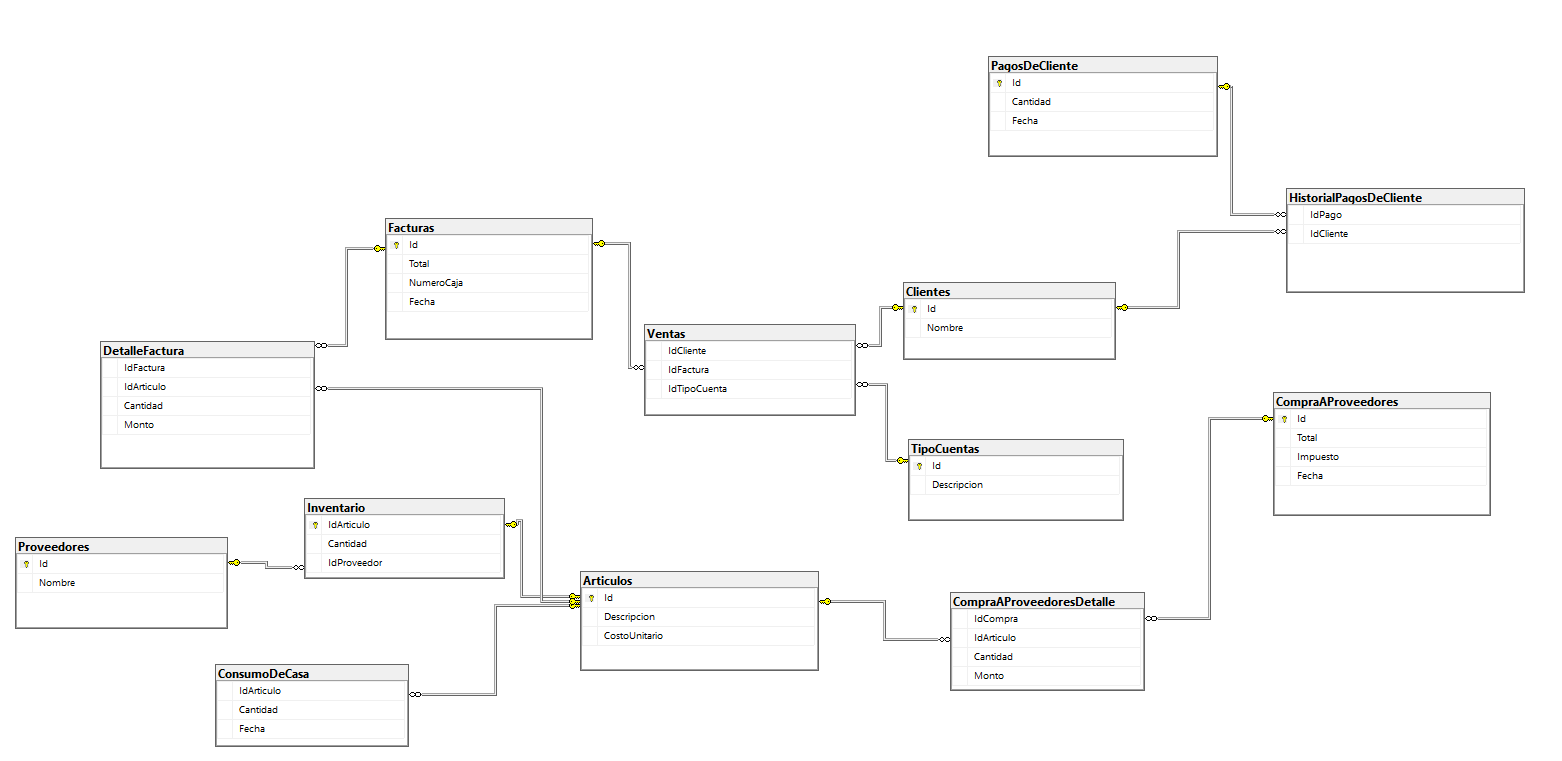 PagosDeCliente
Id
Cantidad
Fecha
HistorialPagosDeCliente
IdPago
IdCliente
Facturas
Id
Total
NumeroCaja
Fecha
Clientes
Id
Nombre
Ventas
IdCliente
IdFactura
IdTipoCuenta
DetalleFactura
IdFactura
IdArticulo
Cantidad
Monto
CompraAProveedores
Id
Total
Impuesto
Fecha
TipoCuentas
Id
Descripcion
Inventario
IdArticulo
Cantidad
IdProveedor
Proveedores
Id
Nombre
Articulos
Id
Descripcion
CostoUnitario
CompraAProveedoresDetalle
IdCompra
IdArticulo
Cantidad
Monto
ConsumoDeCasa
IdArticulo
Cantidad
Fecha